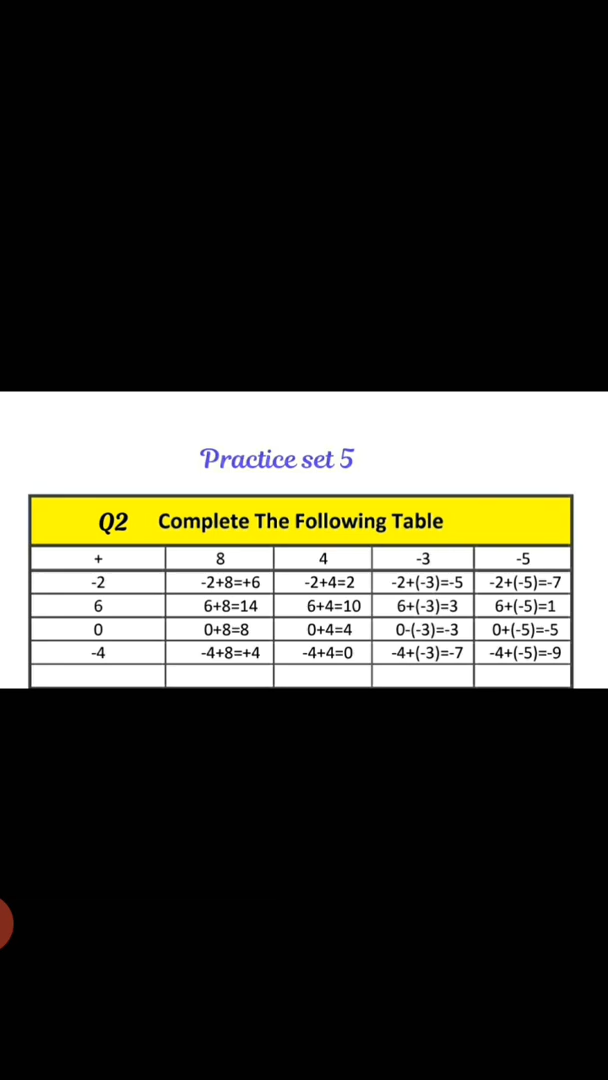 Practice set 5
Q2 Complete The Following Table
+ 8 4 -3 -5
-2 -2+8=+6 -2+4=2 -2+(-3)=-5 -2+(-5)=-7
6 6+8=14 6+4=10 6+(-3)=3 6+(-5)=1
0 0+8=8 0+4=4 0-(-3)=-3 0+(-5)=-5
-4 -4+8=+4 -4+4=0 -4+(-3)=-7 -4+(-5)=-9